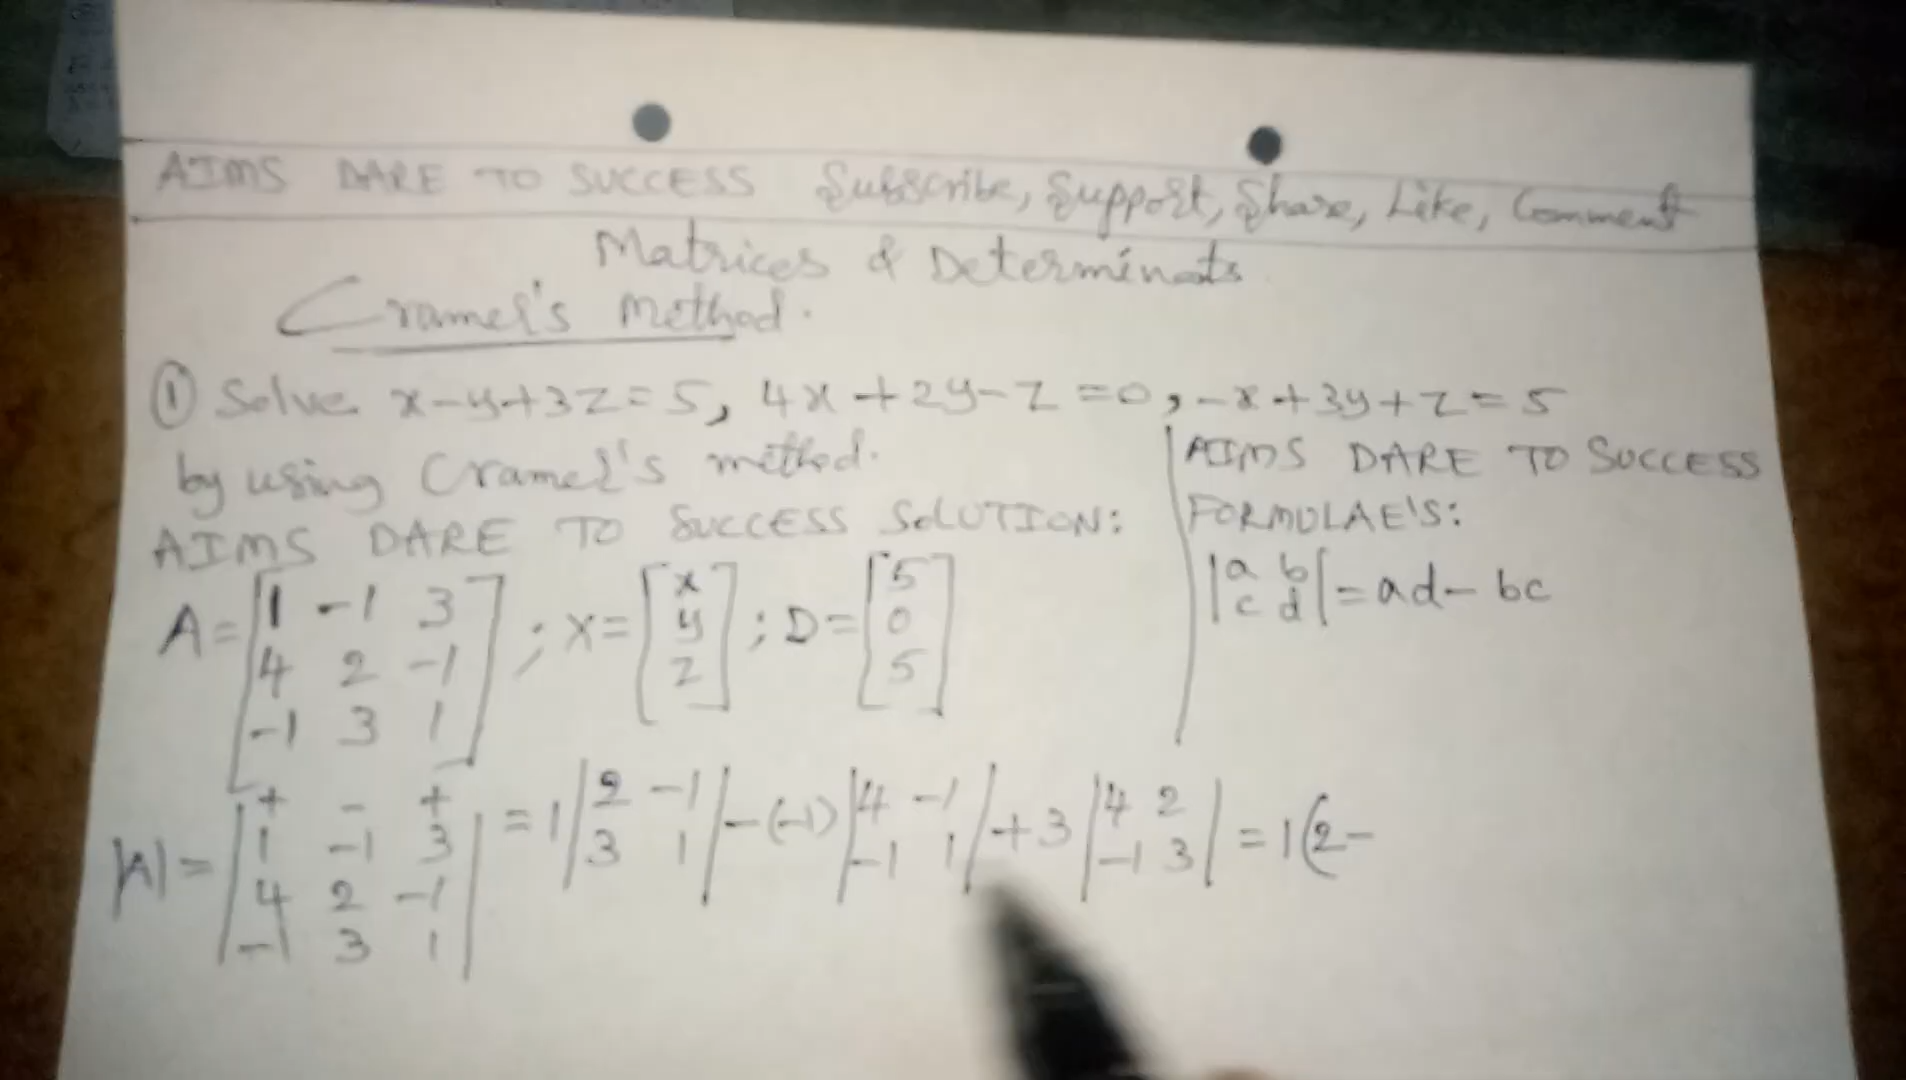 AIMS DARE TO SUCCESS Subscribe, Support, Share, Like, Comment
Matrices & Determinats
Cramer's Method.
① Solve x-y+3z=5, 4x+2y-z=0, -x+3y+z=5
by using Cramer's method.
AIMS DARE TO SUCCESS SOLUTION:
A=[1 -1 3; X=[x; D=[5
4 2 -1 y 0
-1 3 1] z] 5]
AIMS DARE TO SUCCESS
FORMULAE'S:
|a b
c d| = ad - bc
+ - +
|A| = |1 -1 3 = 1|2 -1 -(-1)|4 -1 +3|4 2 = 1(2-
4 2 -1 3 1| -1 1| -1 3|
-1 3 1|